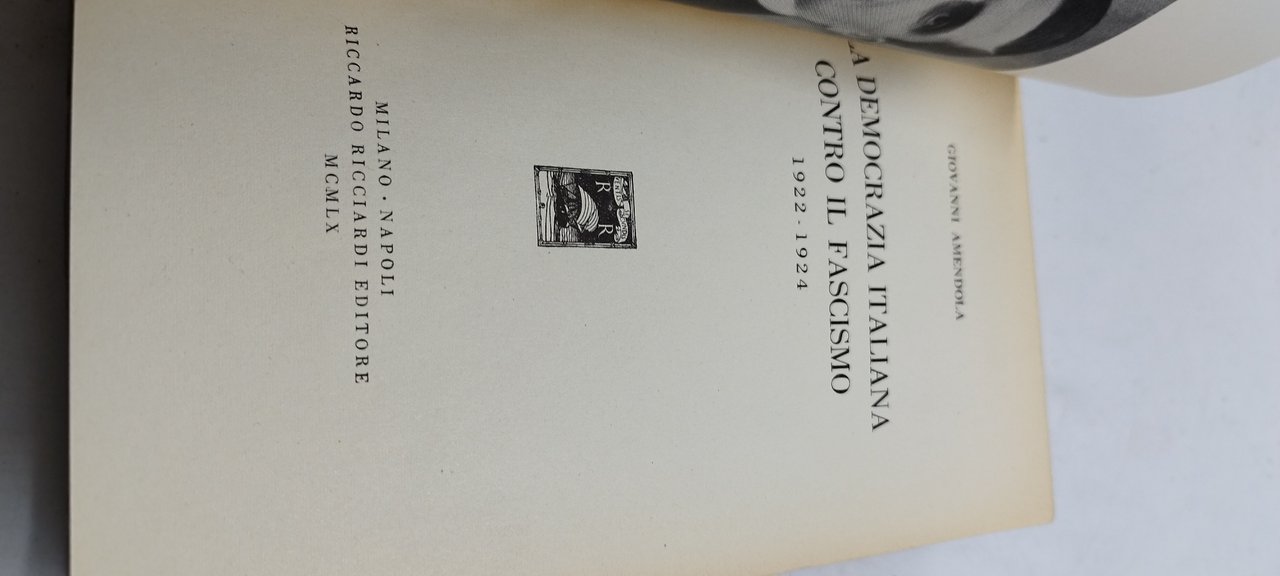 GIOVANNI AMENDOLA
LA DEMOCRAZIA ITALIANA
CONTRO IL FASCISMO
1922 - 1924
R R
MILANO · NAPOLI
RICCARDO RICCIARDI EDITORE
MCMLX